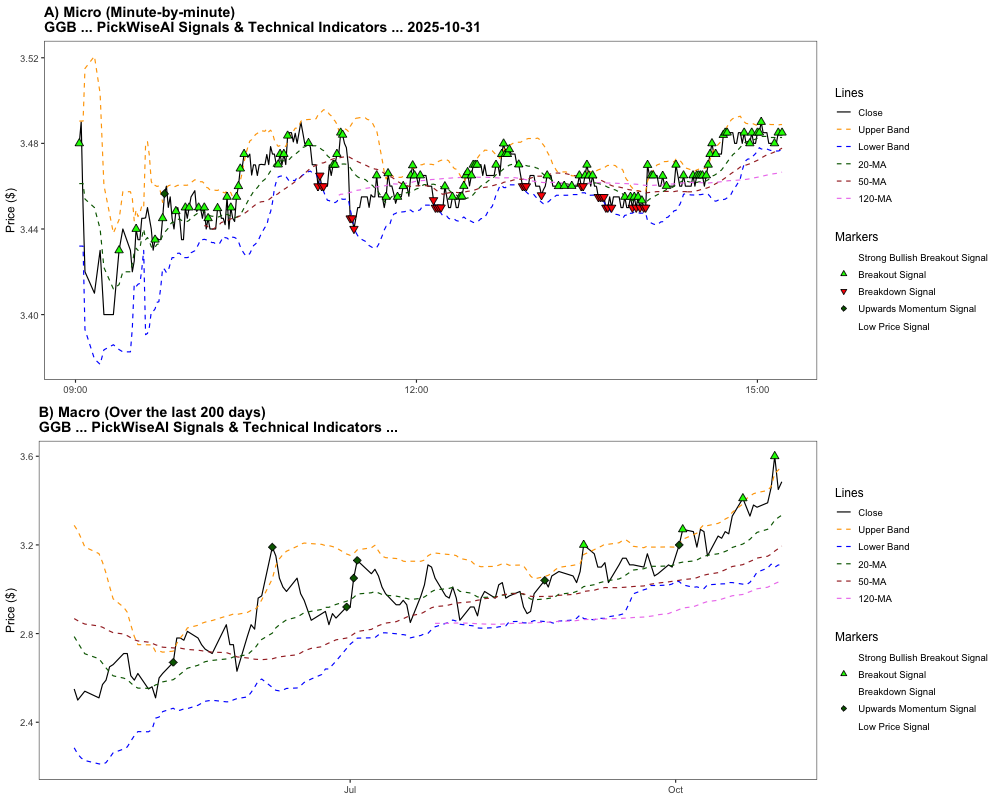 A) Micro (Minute-by-minute)
GGB ... PickWiseAI Signals & Technical Indicators ... 2025-10-31
3.52
3.48
3.44
3.40
Price ($)
09:00
12:00
15:00
Lines
Close
Upper Band
Lower Band
20-MA
50-MA
120-MA
Markers
Strong Bullish Breakout Signal
Breakout Signal
Breakdown Signal
Upwards Momentum Signal
Low Price Signal
B) Macro (Over the last 200 days)
GGB ... PickWiseAI Signals & Technical Indicators ...
3.6
3.2
2.8
2.4
Price ($)
Jul
Oct
Lines
Close
Upper Band
Lower Band
20-MA
50-MA
120-MA
Markers
Strong Bullish Breakout Signal
Breakout Signal
Breakdown Signal
Upwards Momentum Signal
Low Price Signal